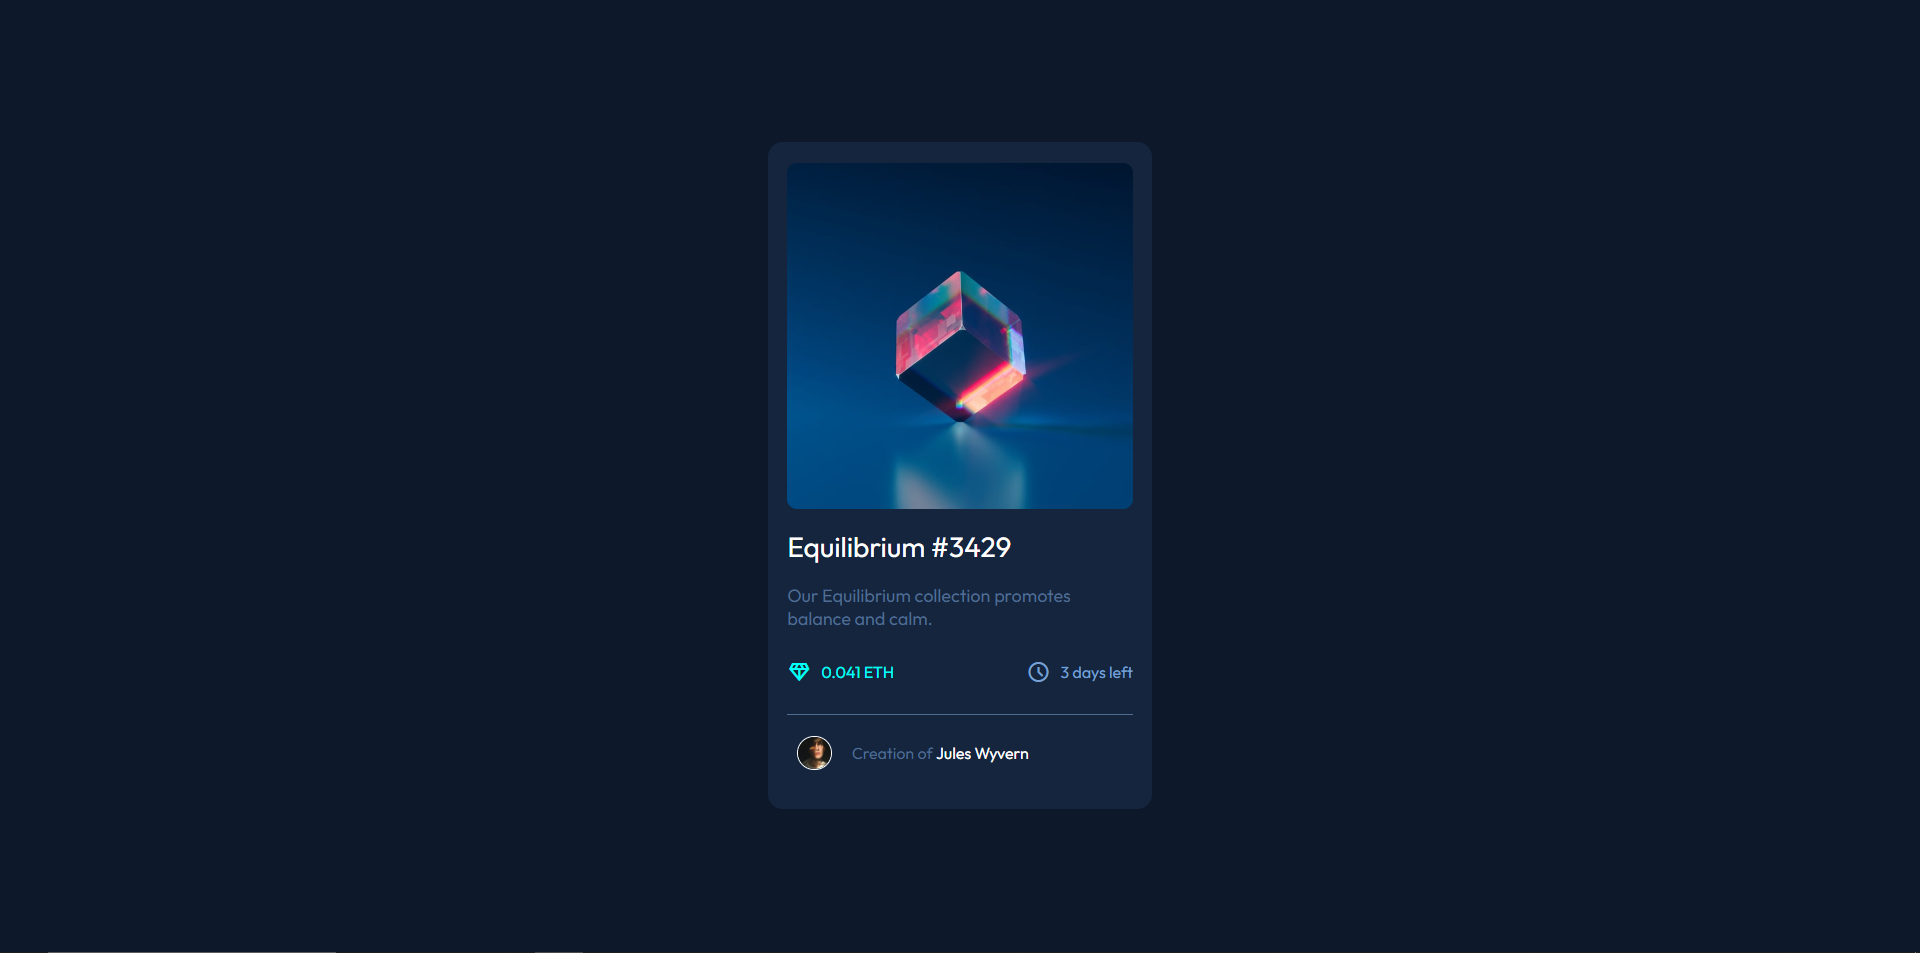 Equilibrium #3429
Our Equilibrium collection promotes
balance and calm.
0.041 ETH
3 days left
Creation of Jules Wyvern